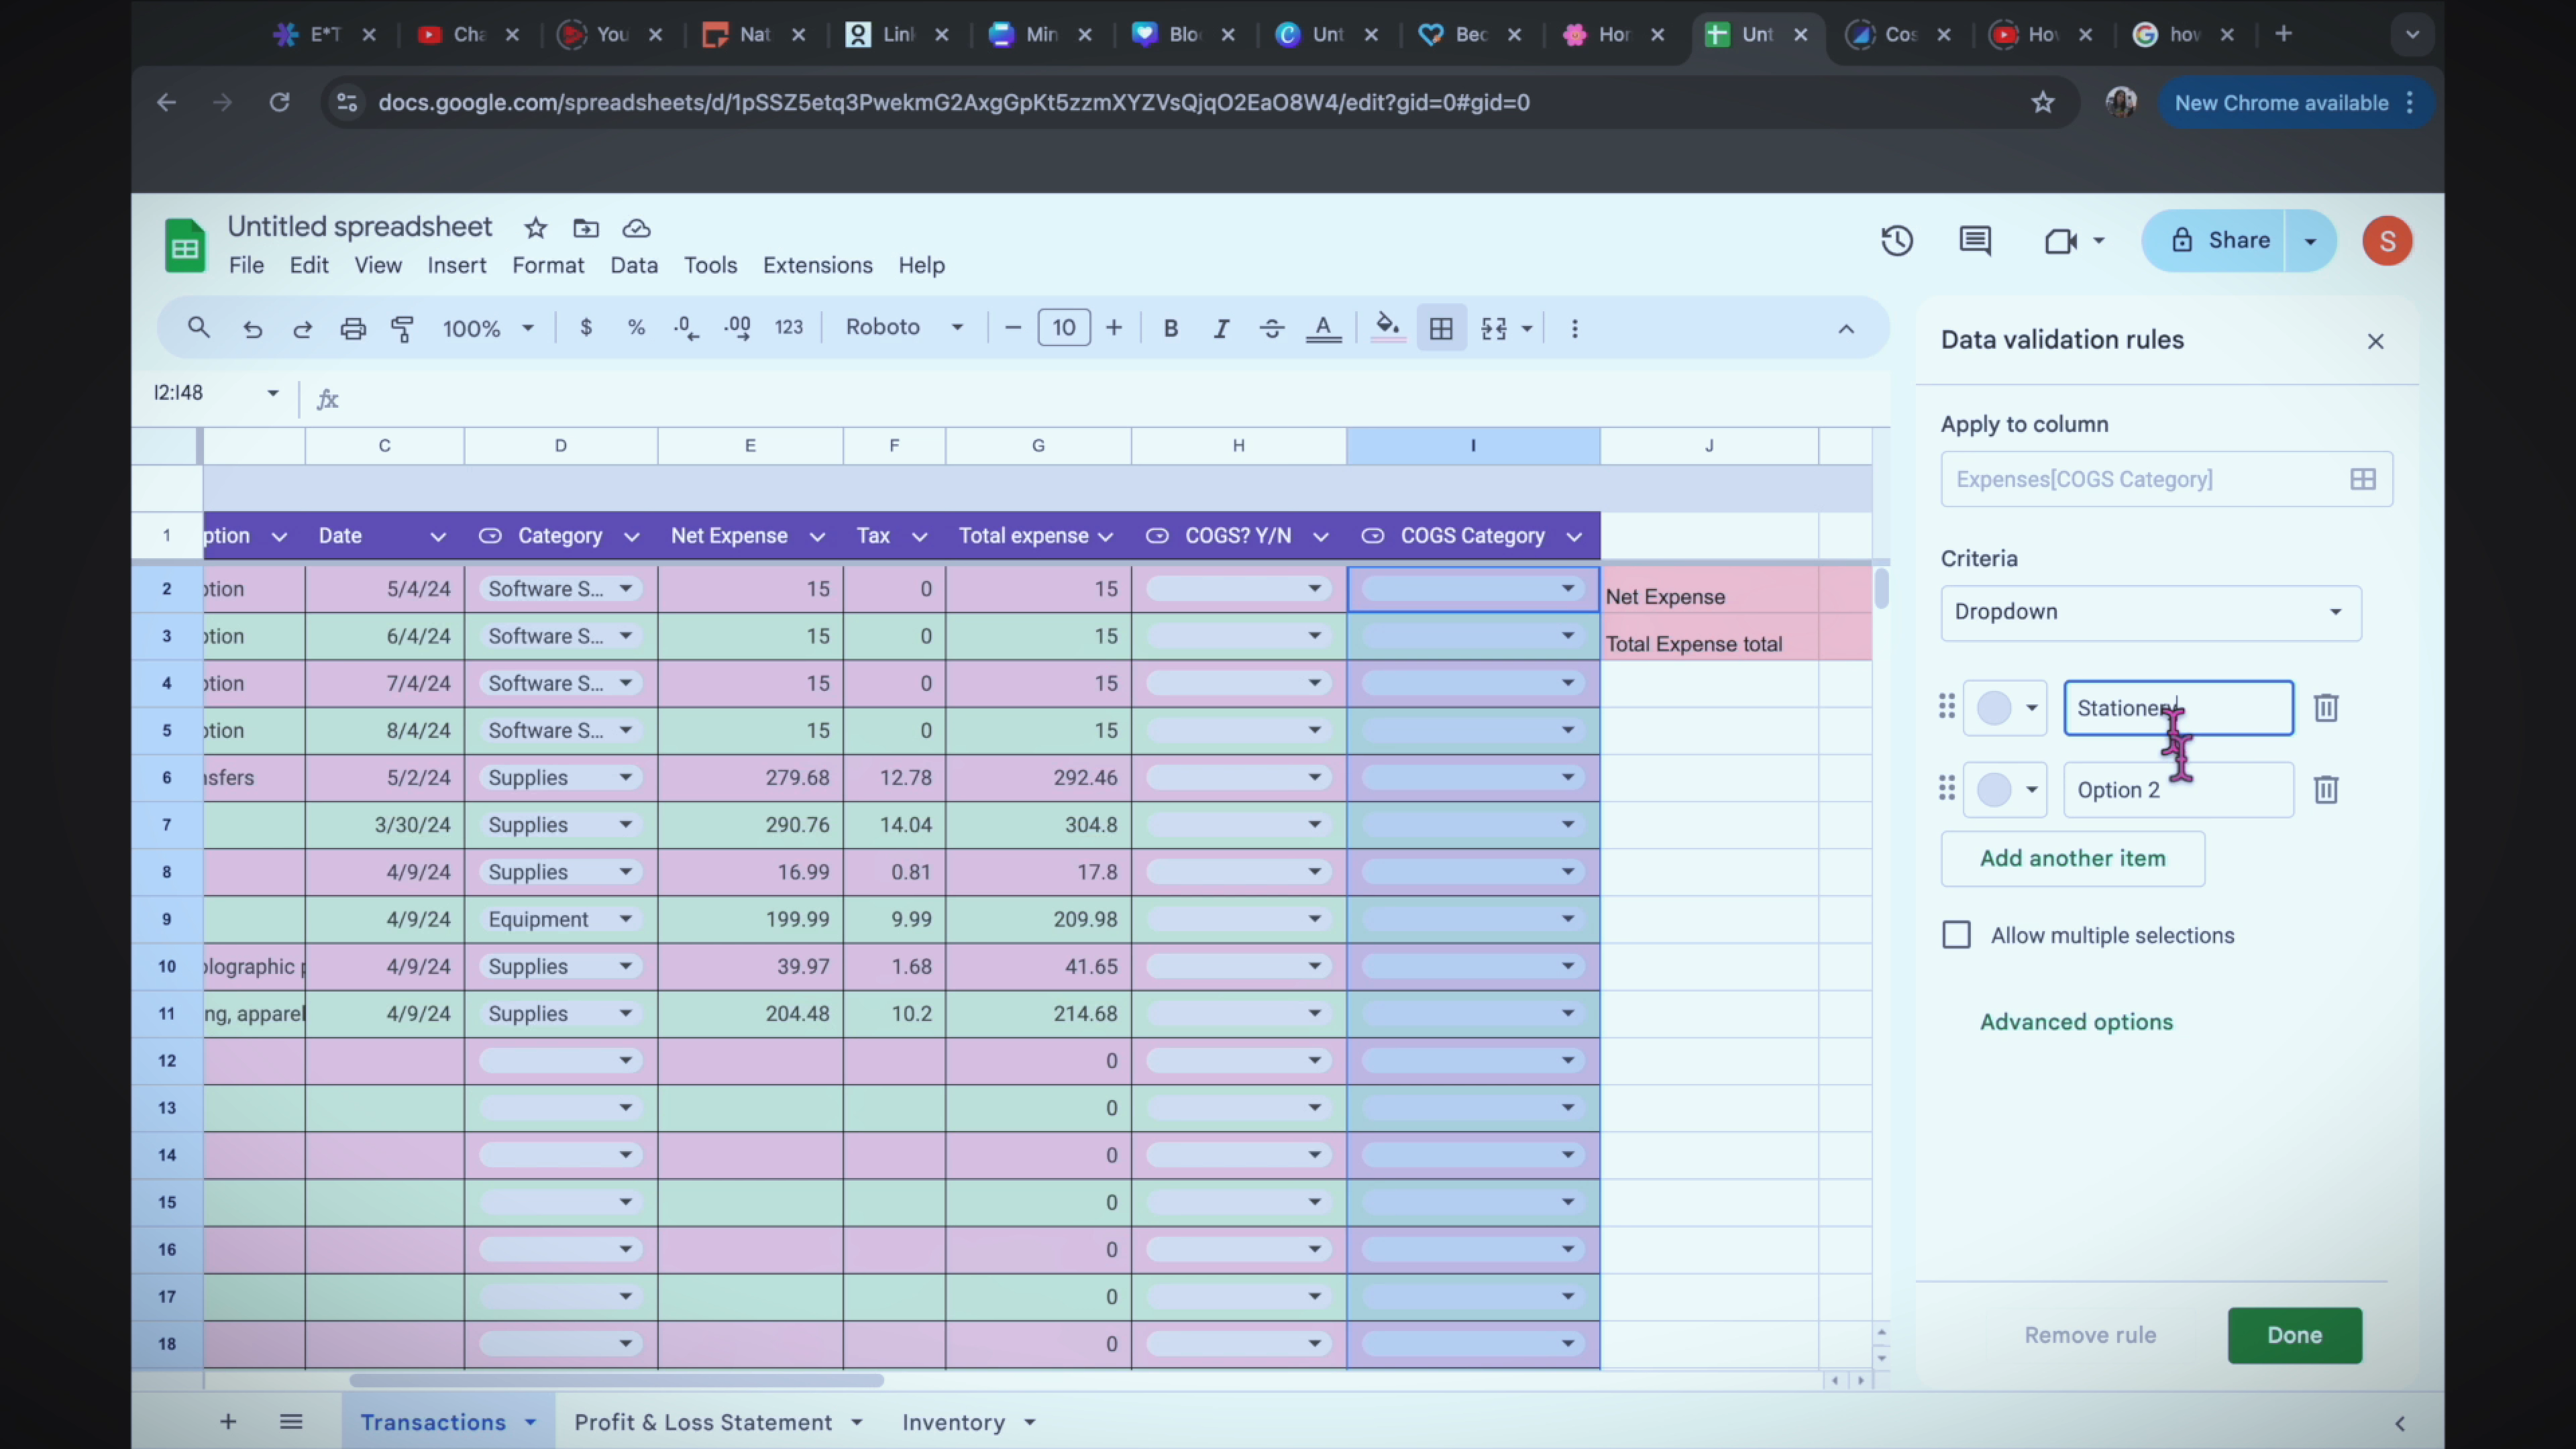 E*T Cha You Nat Link Min Blo Unt Bec Hor Unt Cos How how
docs.google.com/spreadsheets/d/1pSSZ5etq3PwekmG2AxgGpKt5zzmXYZVsQjqO2EaO8W4/edit?gid=0#gid=0
New Chrome available
Untitled spreadsheet
File Edit View Insert Format Data Tools Extensions Help
Share
S
100% $ % .0 .00 123 Roboto 10 B I A
I2:I48 fx
C D E F G H I J
1 ption Date Category Net Expense Tax Total expense COGS? Y/N COGS Category
2 otion 5/4/24 Software S... 15 0 15 Net Expense
3 otion 6/4/24 Software S... 15 0 15 Total Expense total
4 otion 7/4/24 Software S... 15 0 15
5 otion 8/4/24 Software S... 15 0 15
6 nsfers 5/2/24 Supplies 279.68 12.78 292.46
7 3/30/24 Supplies 290.76 14.04 304.8
8 4/9/24 Supplies 16.99 0.81 17.8
9 4/9/24 Equipment 199.99 9.99 209.98
10 olographic p 4/9/24 Supplies 39.97 1.68 41.65
11 ng, apparel 4/9/24 Supplies 204.48 10.2 214.68
12 0
13 0
14 0
15 0
16 0
17 0
18 0
Transactions Profit & Loss Statement Inventory
Data validation rules
Apply to column
Expenses[COGS Category]
Criteria
Dropdown
Stationery
Option 2
Add another item
Allow multiple selections
Advanced options
Remove rule Done